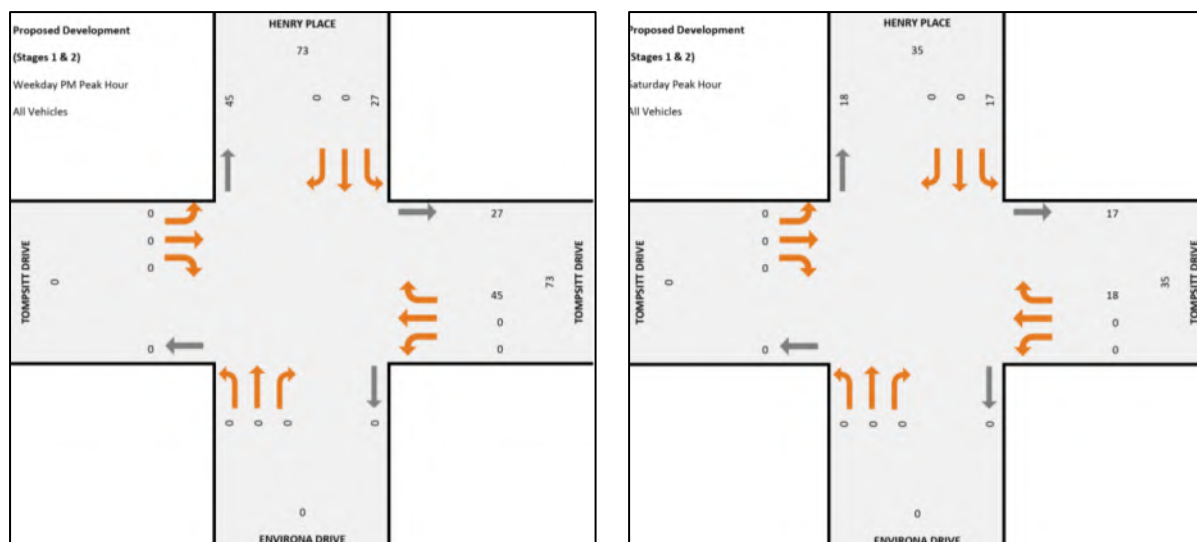 HENRY PLACE
Proposed Development
73
(Stages 1 & 2)
Weekday PM Peak Hour
45
0
0
27
All Vehicles
0
27
0
0
TOMPSITT DRIVE
0
73
TOMPSITT DRIVE
45
0
0
0
0
0
0
0
0
ENVIRONA DRIVE
HENRY PLACE
Proposed Development
35
(Stages 1 & 2)
Saturday Peak Hour
18
0
0
17
All Vehicles
0
17
0
0
TOMPSITT DRIVE
0
35
TOMPSITT DRIVE
18
0
0
0
0
0
0
0
0
ENVIRONA DRIVE